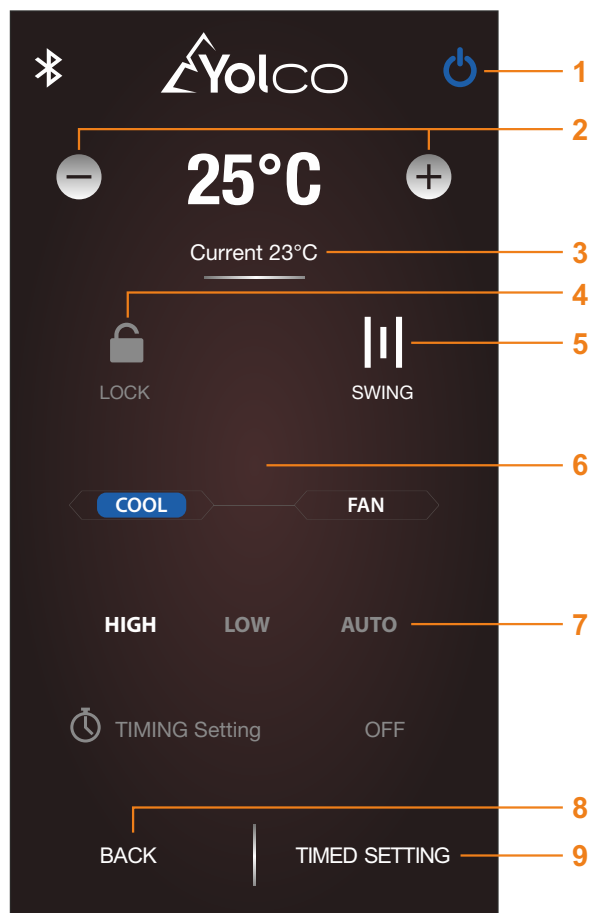 Yolco
1
2
25°C
Current 23°C
3
4
5
LOCK
SWING
6
COOL
FAN
HIGH LOW AUTO
7
TIMING Setting OFF
8
BACK
TIMED SETTING
9